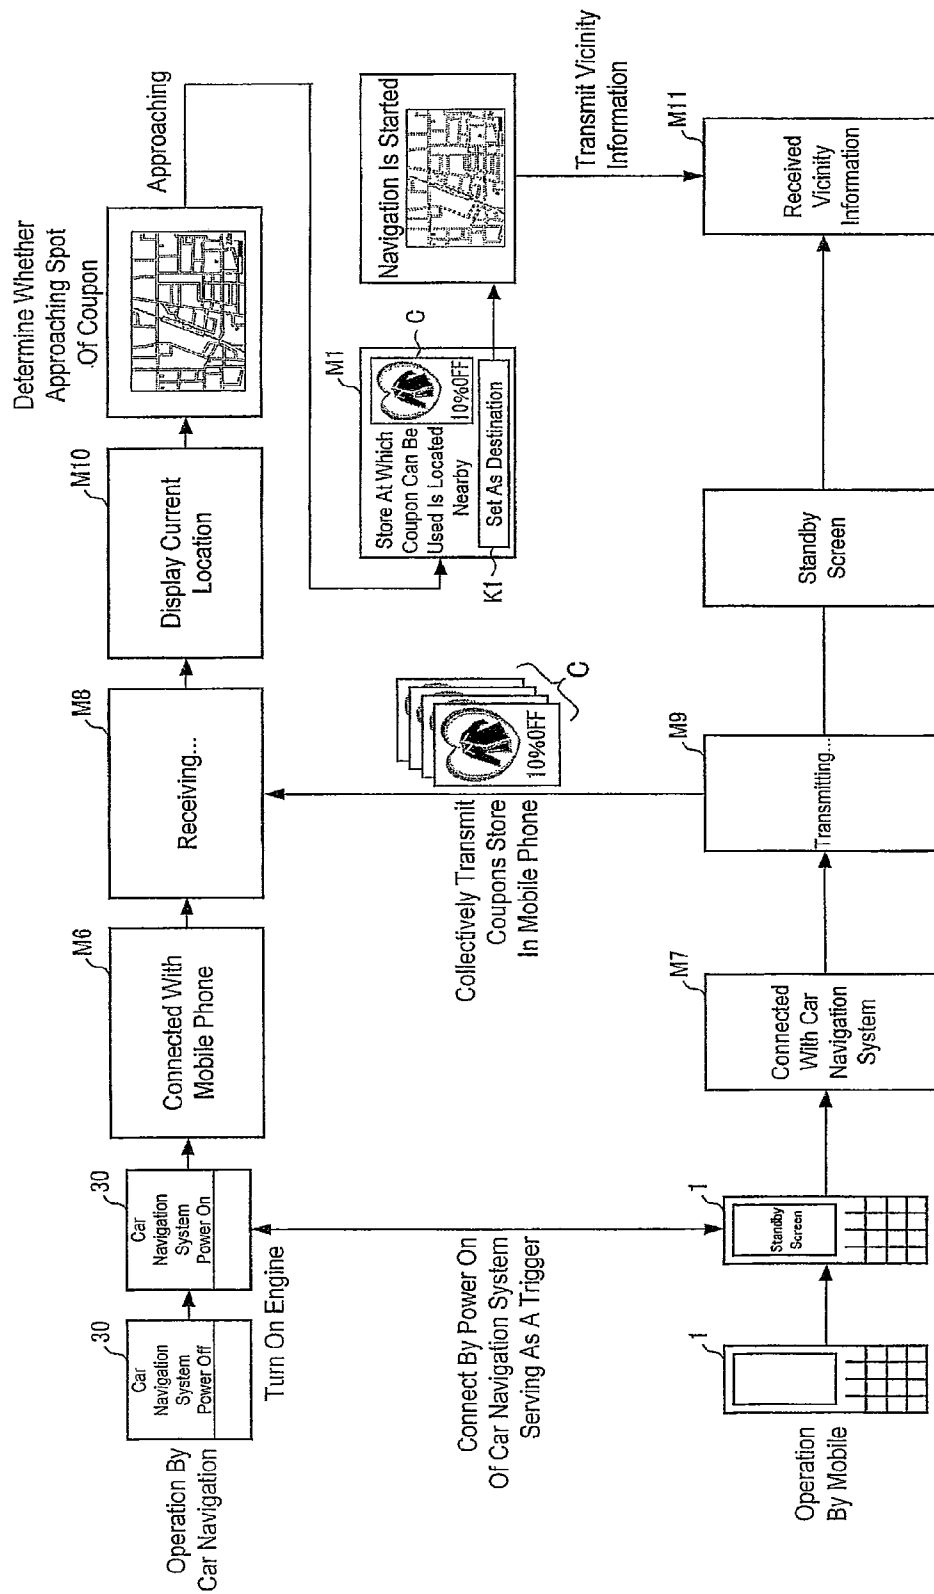 Operation By
Car Navigation
30
Car
Navigation
System
Power Off
30
Car
Navigation
System
Power On
Turn On Engine
M6
Connected With
Mobile Phone
M8
Receiving...
M10
Display Current
Location
Determine Whether
Approaching Spot
Of Coupon
Approaching
M1
Store At Which
Coupon Can Be
Used Is Located
Nearby
C
10%OFF
K1
Set As Destination
Navigation Is Started
Transmit Vicinity
Information
Connect By Power On
Of Car Navigation System
Serving As A Trigger
Collectively Transmit
Coupons Store
In Mobile Phone
10%OFF
C
Operation
By Mobile
1
1
Standby
Screen
M7
Connected
With Car
Navigation
System
M9
Transmitting...
Standby
Screen
M11
Received
Vicinity
Information